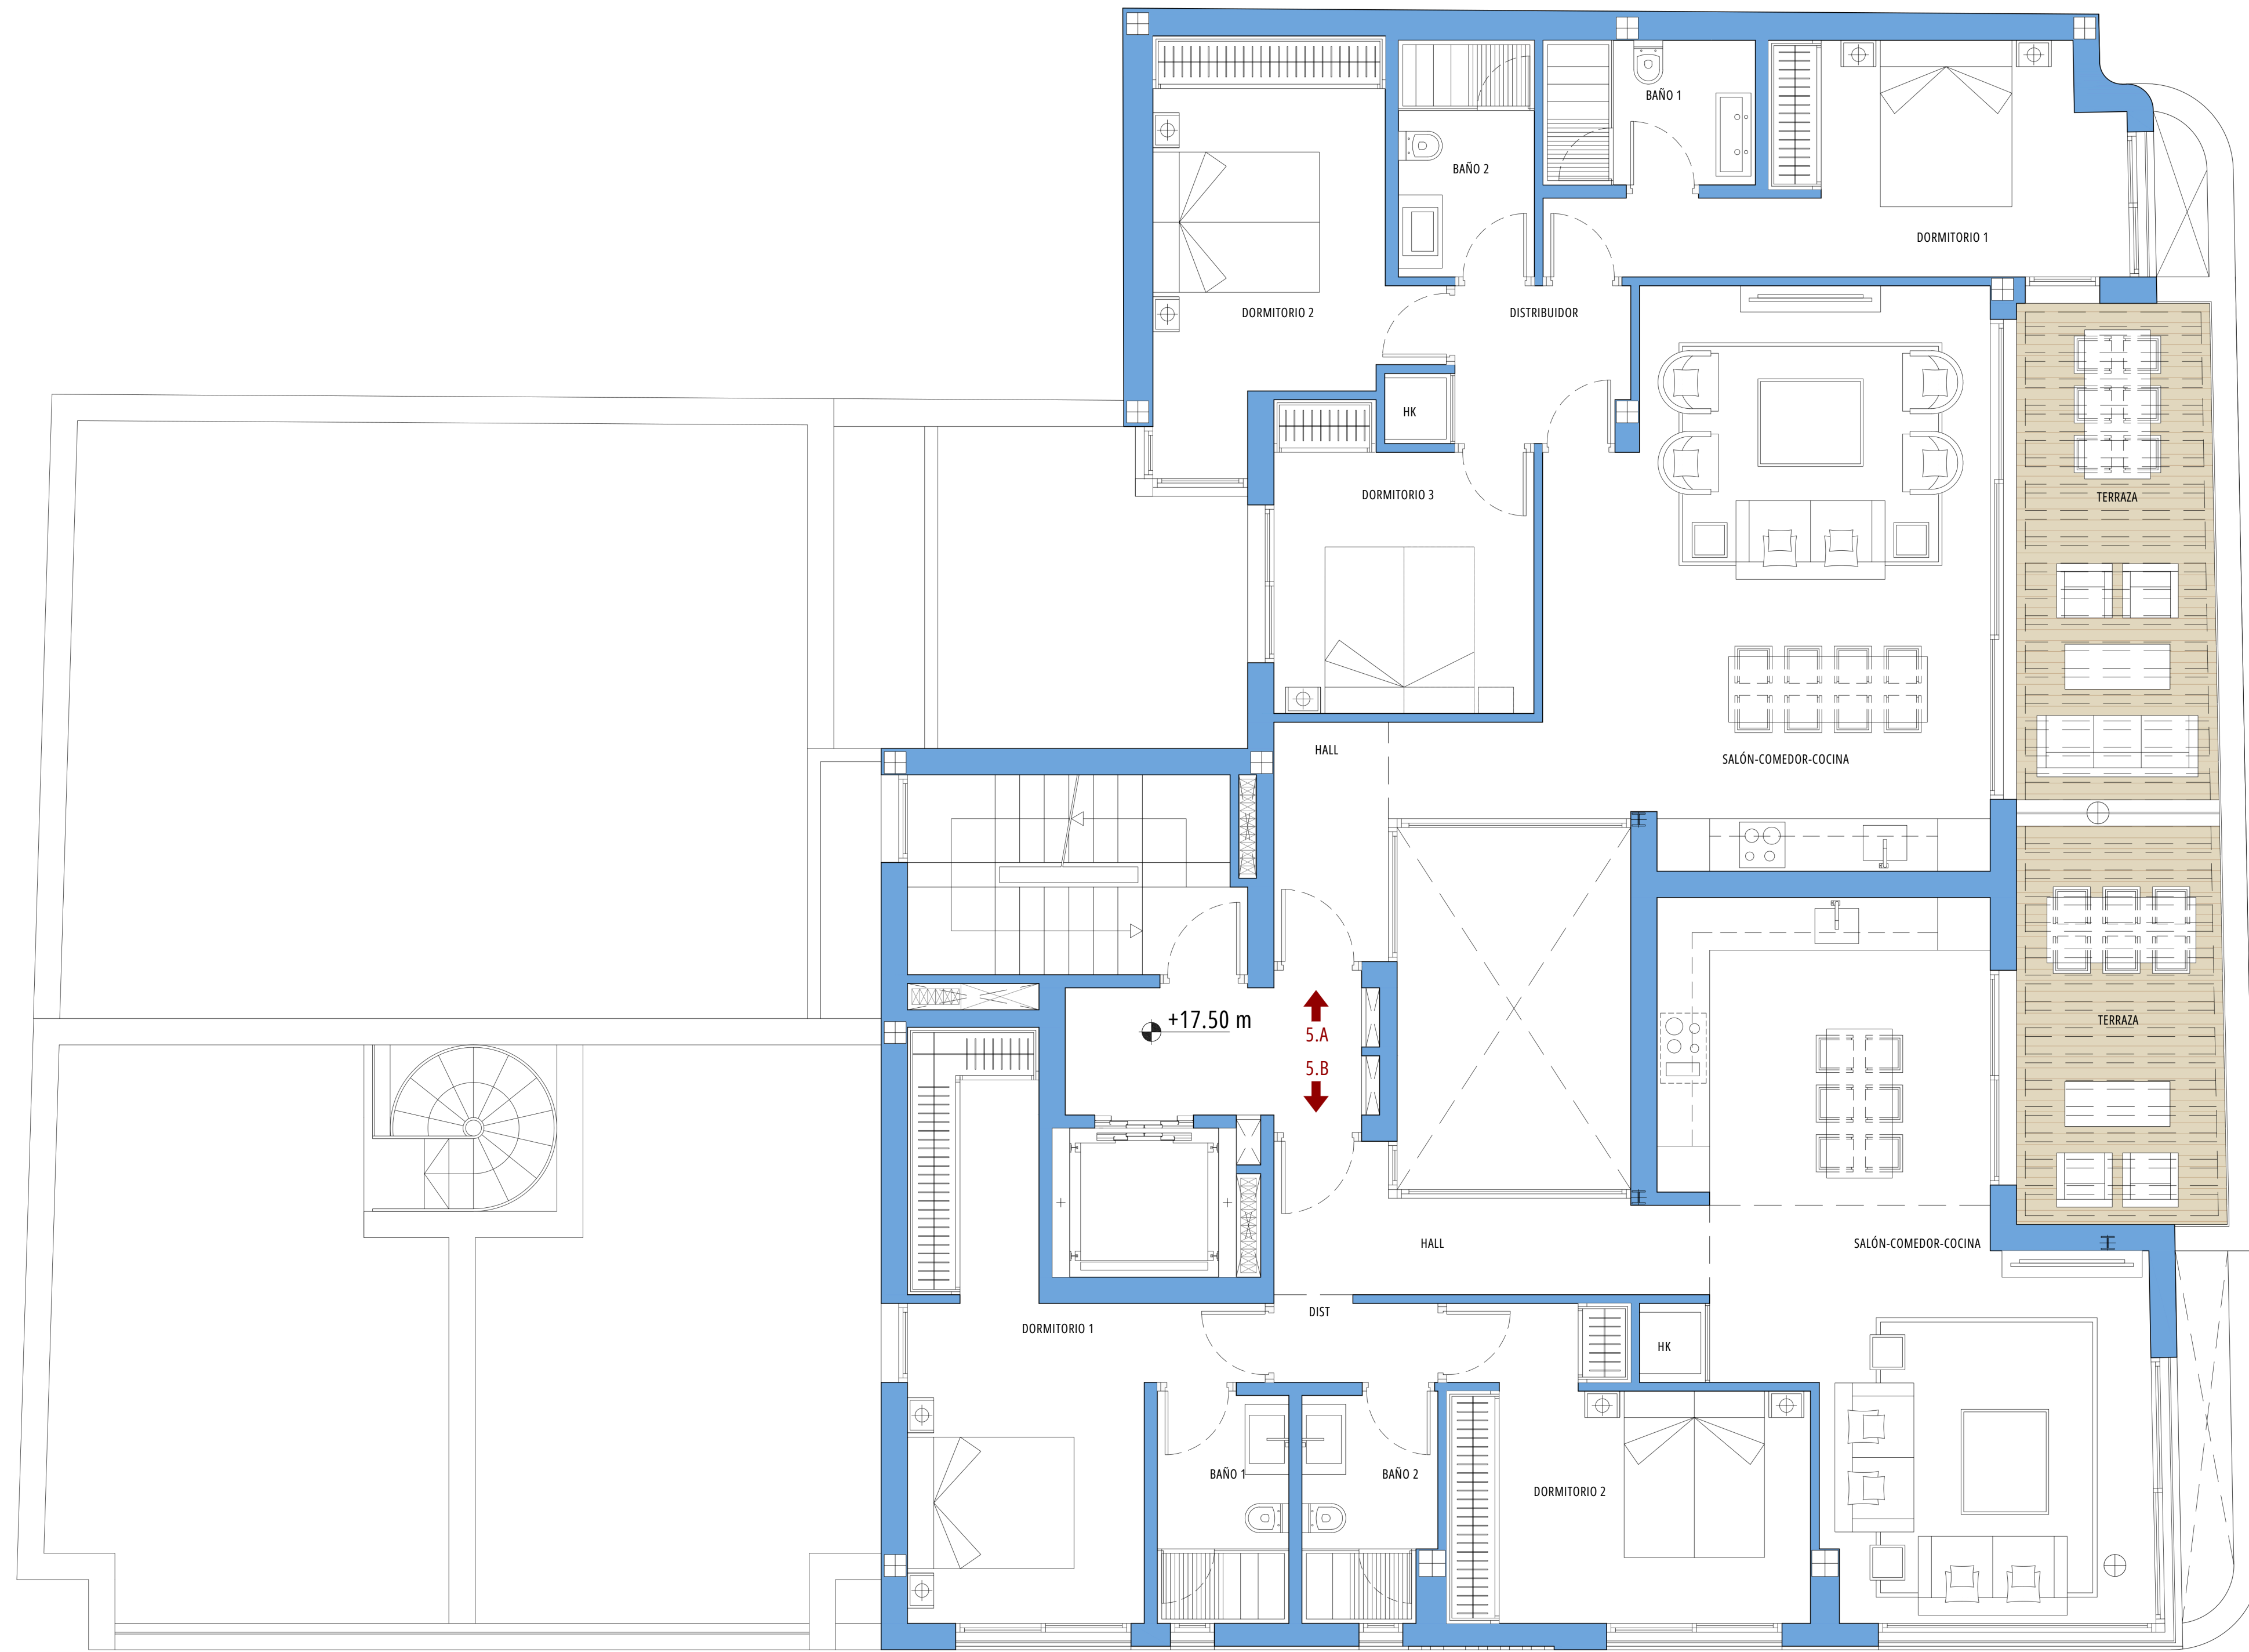 BAÑO 1
BAÑO 2
DORMITORIO 1
DORMITORIO 2
DISTRIBUIDOR
HK
DORMITORIO 3
TERRAZA
HALL
SALÓN-COMEDOR-COCINA
+17.50 m
5.A
5.B
TERRAZA
HALL
SALÓN-COMEDOR-COCINA
DIST
DORMITORIO 1
HK
BAÑO 1
BAÑO 2
DORMITORIO 2